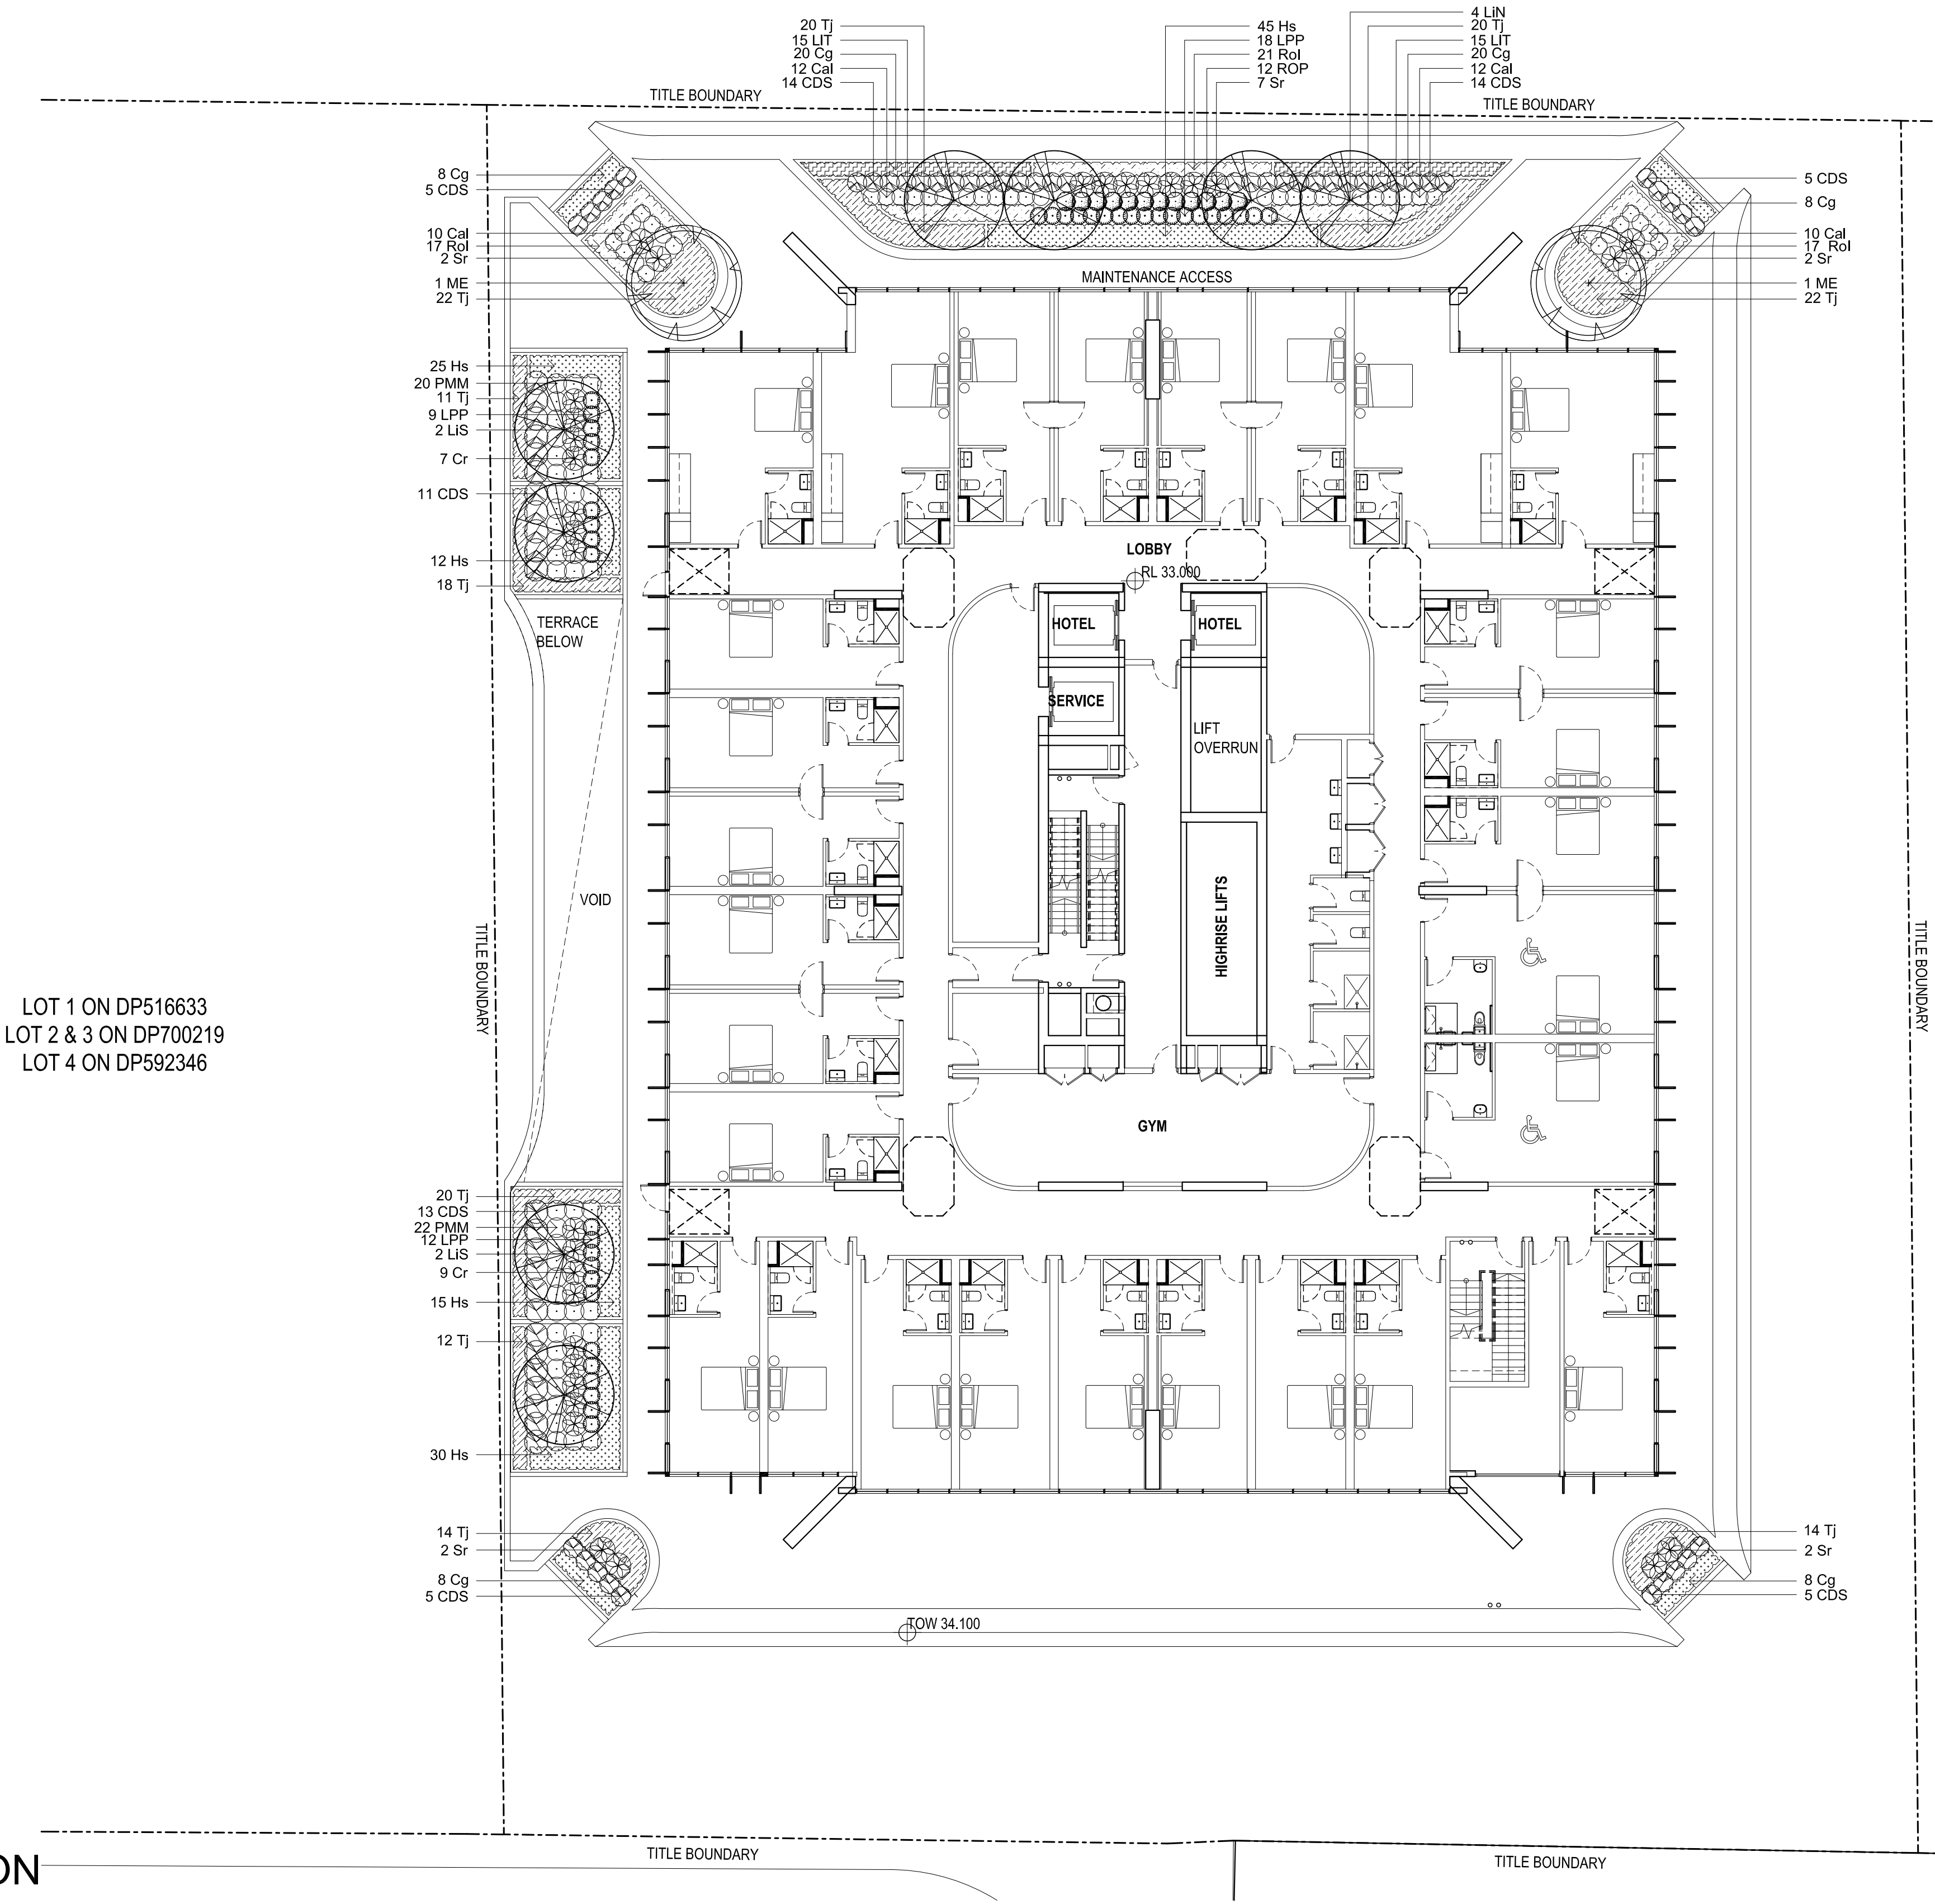 20 Tj
15 LIT
20 Cg
12 Cal
14 CDS
45 Hs
18 LPP
21 Rol
12 ROP
7 Sr
4 LiN
20 Tj
15 LIT
20 Cg
12 Cal
14 CDS
TITLE BOUNDARY
TITLE BOUNDARY
8 Cg
5 CDS
10 Cal
17 Rol
2 Sr
1 ME
22 Tj
5 CDS
8 Cg
10 Cal
17 Rol
2 Sr
1 ME
22 Tj
MAINTENANCE ACCESS
25 Hs
20 PMM
11 Tj
9 LPP
2 LiS
7 Cr
11 CDS
12 Hs
18 Tj
LOBBY
RL 33.000
TERRACE
BELOW
HOTEL
HOTEL
SERVICE
LIFT
OVERRUN
VOID
HIGHRISE LIFTS
TITLE BOUNDARY
TITLE BOUNDARY
LOT 1 ON DP516633
LOT 2 & 3 ON DP700219
LOT 4 ON DP592346
GYM
20 Tj
13 CDS
22 PMM
12 LPP
2 LiS
9 Cr
15 Hs
12 Tj
30 Hs
14 Tj
2 Sr
8 Cg
5 CDS
14 Tj
2 Sr
8 Cg
5 CDS
TOW 34.100
TITLE BOUNDARY
TITLE BOUNDARY
ON